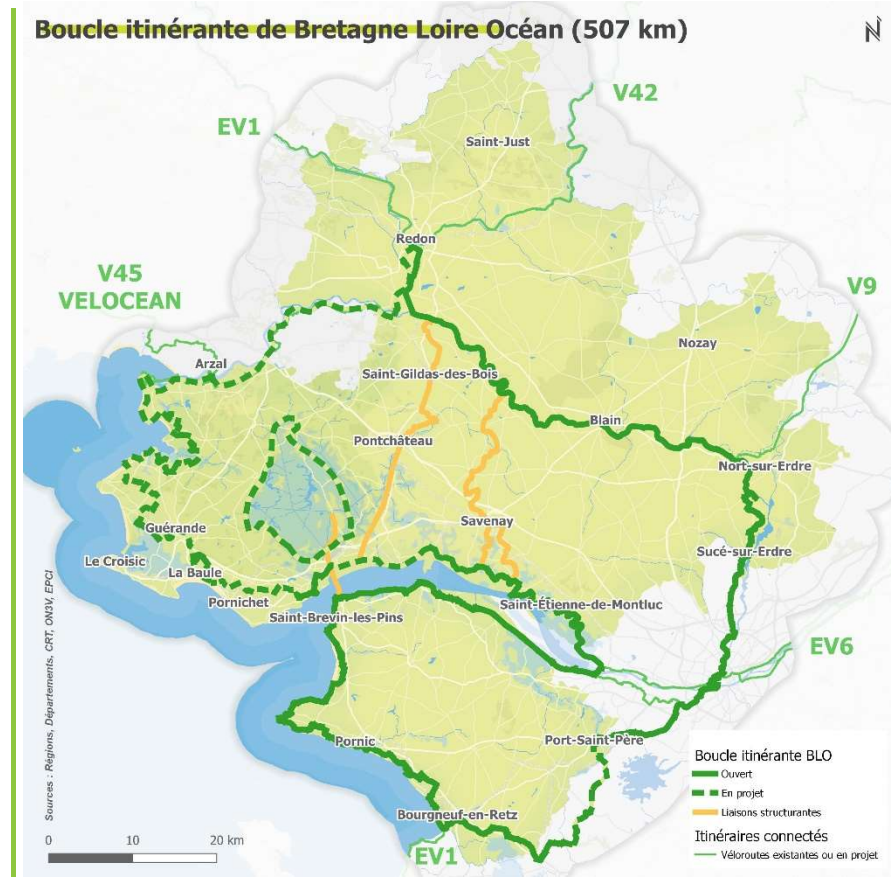 Boucle itinérante de Bretagne Loire Océan (507 km)
N
V42
EV1
Saint-Just
Redon
V45
VELOCEAN
V9
Arzal
Nozay
Saint-Gildas-des-Bois
Blain
Pontchâteau
Nort-sur-Erdre
Savenay
Guérande
Sucé-sur-Erdre
Le Croisic
La Baule
Pornichet
Saint-Étienne-de-Montluc
Saint-Brevin-les-Pins
EV6
Pornic
Port-Saint-Père
Bourgneuf-en-Retz
EV1
Boucle itinérante BLO
Ouvert
En projet
Liaisons structurantes
Itinéraires connectés
Véloroutes existantes ou en projet
0 10 20 km
Sources : Régions, Départements, CRT, ON3V, EPCI